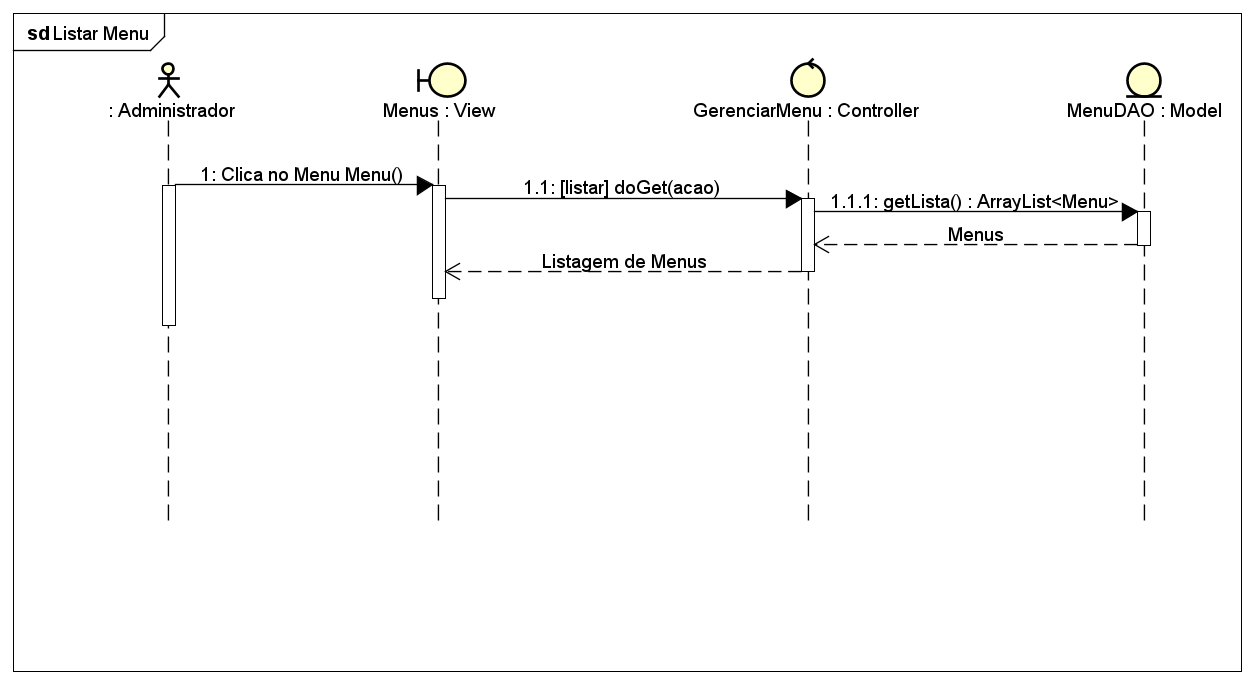 sd Listar Menu
: Administrador
Menus : View
GerenciarMenu : Controller
MenuDAO : Model
1: Clica no Menu Menu()
1.1: [listar] doGet(acao)
1.1.1: getLista() : ArrayList<Menu>
Menus
Listagem de Menus